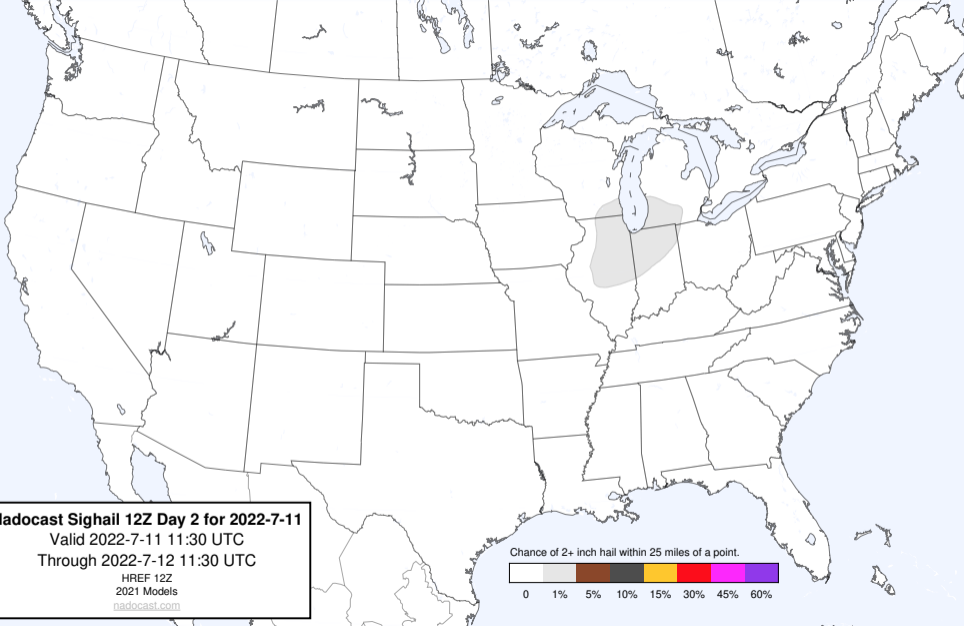 adocast Sighail 12Z Day 2 for 2022-7-11
Valid 2022-7-11 11:30 UTC
Through 2022-7-12 11:30 UTC
HREF 12Z
2021 Models
nadocast.com
Chance of 2+ inch hail within 25 miles of a point.
0 1% 5% 10% 15% 30% 45% 60%